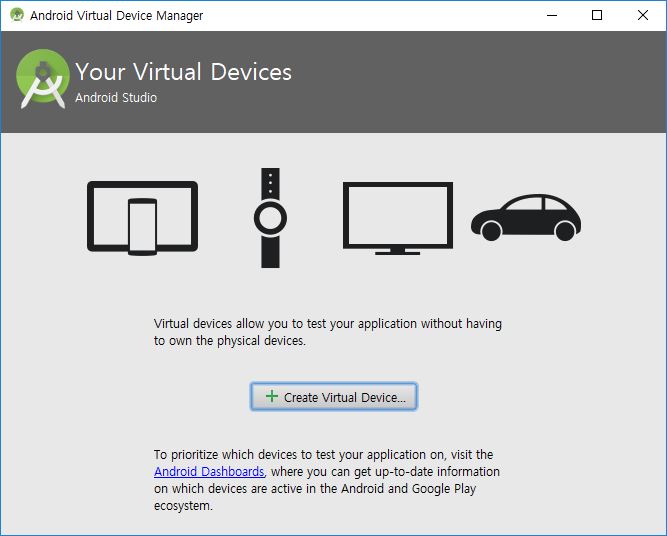 Android Virtual Device Manager
Your Virtual Devices
Android Studio
Virtual devices allow you to test your application without having
to own the physical devices.
Create Virtual Device...
To prioritize which devices to test your application on, visit the
Android Dashboards, where you can get up-to-date information
on which devices are active in the Android and Google Play
ecosystem.